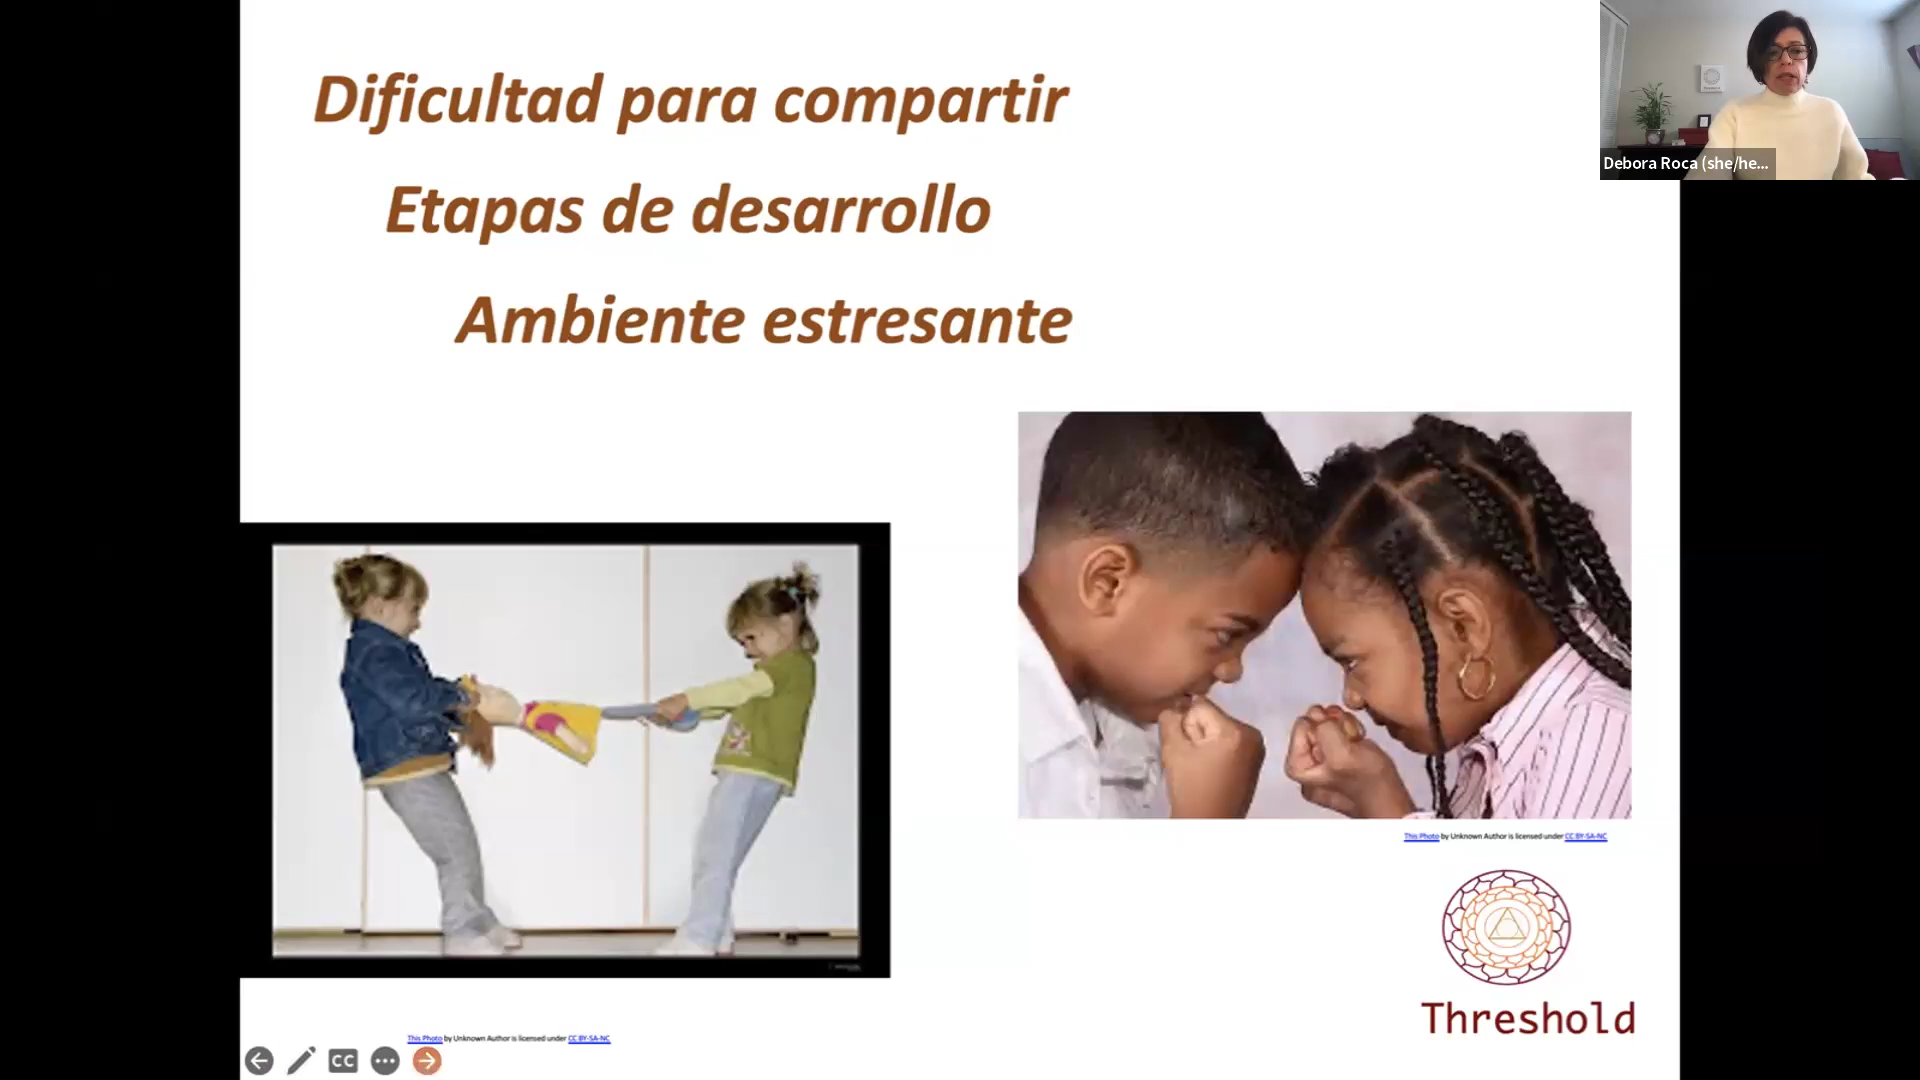 Dificultad para compartir
Etapas de desarrollo
Ambiente estresante
Debora Roca (she/he...
This Photo by Unknown Author is licensed under CC BY-SA-NC
Threshold
This Photo by Unknown Author is licensed under CC BY-SA-NC
CC